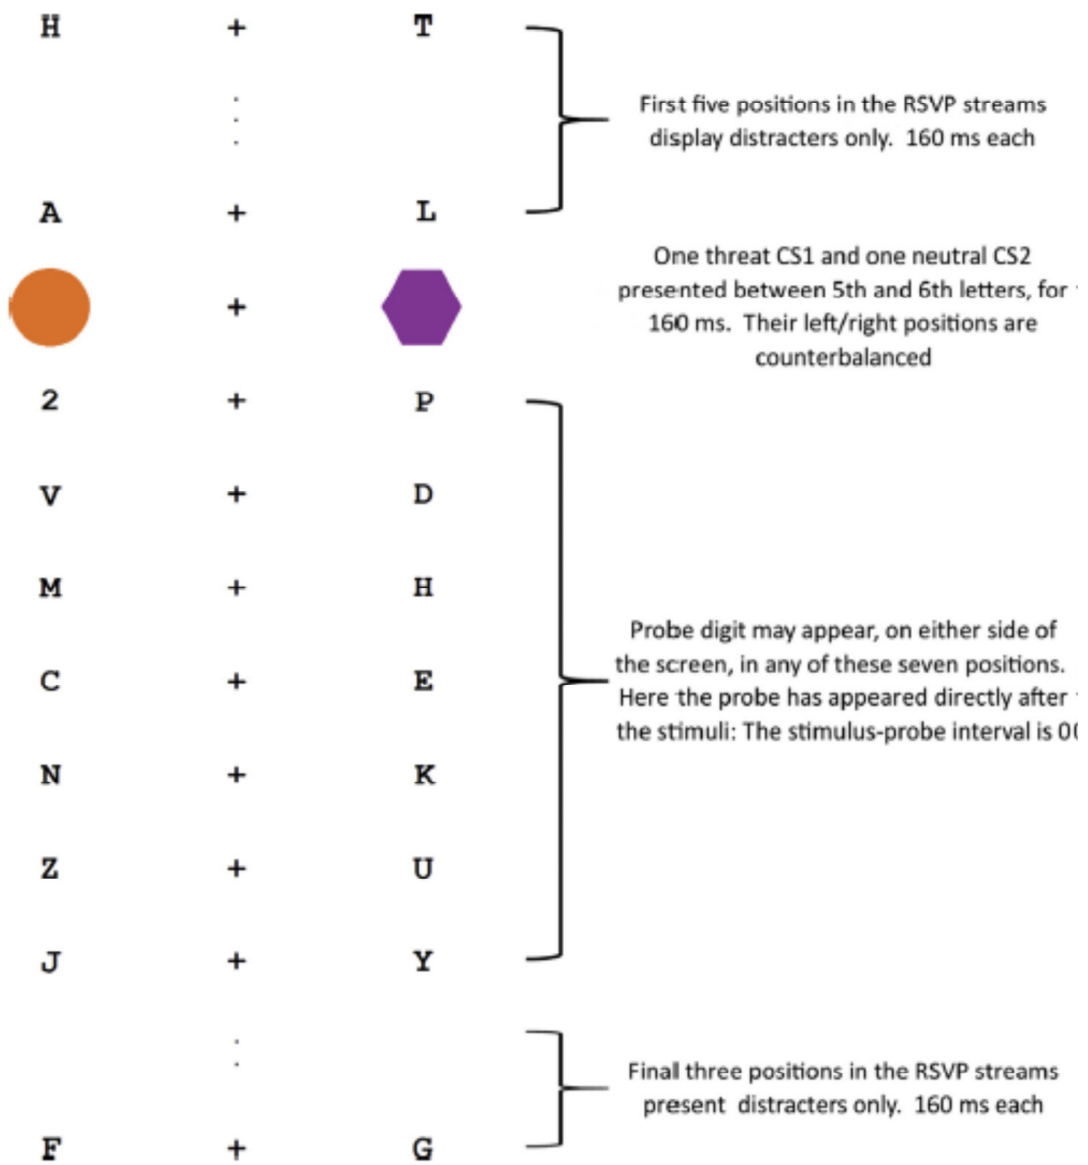 H + T
First five positions in the RSVP streams
display distracters only. 160 ms each
A + L
One threat CS1 and one neutral CS2
presented between 5th and 6th letters, for
+
160 ms. Their left/right positions are
counterbalanced
2 + P
V + D
M + H
Probe digit may appear, on either side of
the screen, in any of these seven positions.
C + E
Here the probe has appeared directly after
the stimuli: The stimulus-probe interval is
N + K
Z + U
J + Y
Final three positions in the RSVP streams
present distracters only. 160 ms each
F + G